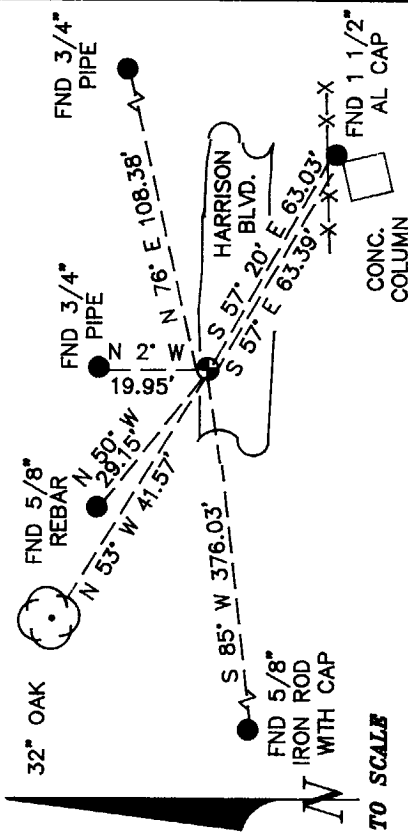 32" OAK
FND 5/8"
REBAR
FND 3/4"
PIPE
FND 3/4"
PIPE
N 53° W 41.57'
N 50° W
29.15'
N 2° W
19.95'
N 76° E 108.38'
HARRISON
BLVD.
S 57° 20' E 63.03'
S 57° E 63.39'
X
X
X
X
FND 1 1/2"
AL CAP
CONC.
COLUMN
S 85° W 376.03'
FND 5/8"
IRON ROD
WITH CAP
N
TO SCALE